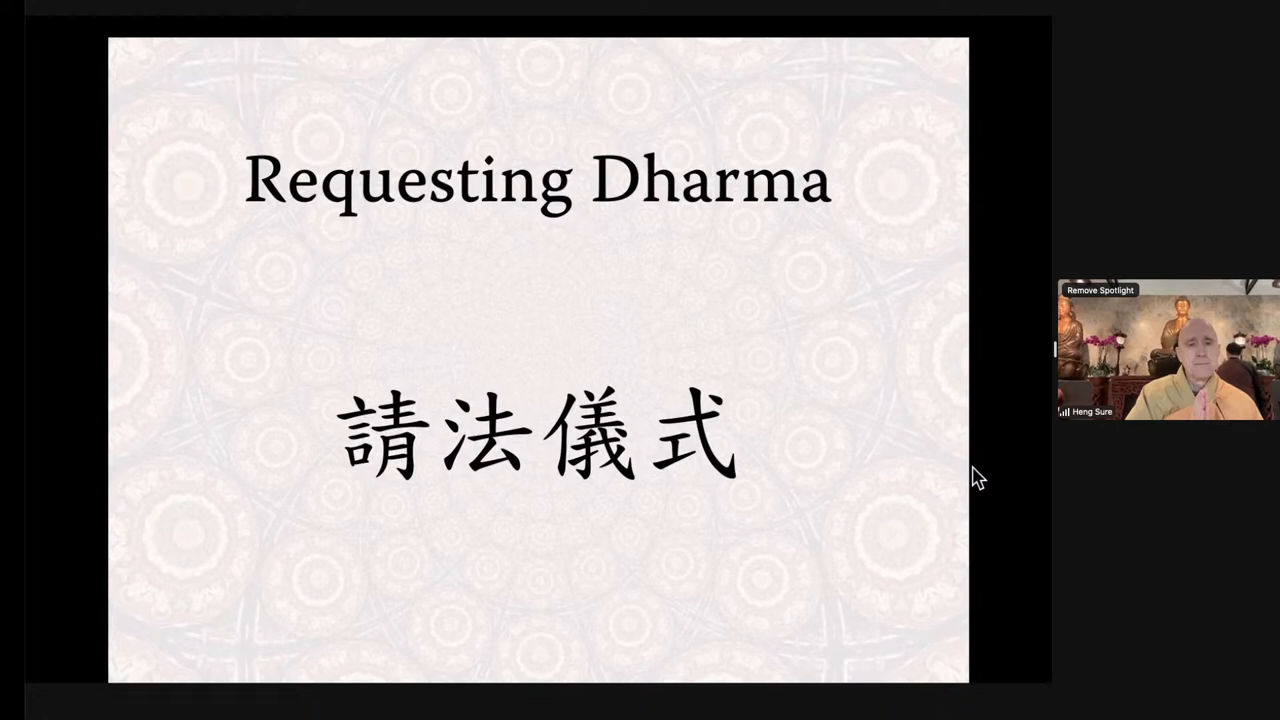 Requesting Dharma
請法儀式
Remove Spotlight
Heng Sure